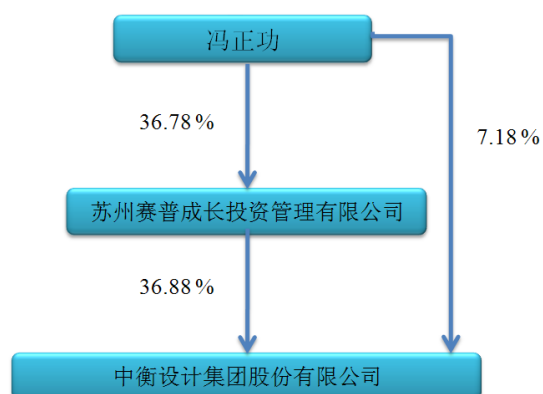 冯正功
36.78%
7.18%
苏州赛普成长投资管理有限公司
36.88%
中衡设计集团股份有限公司